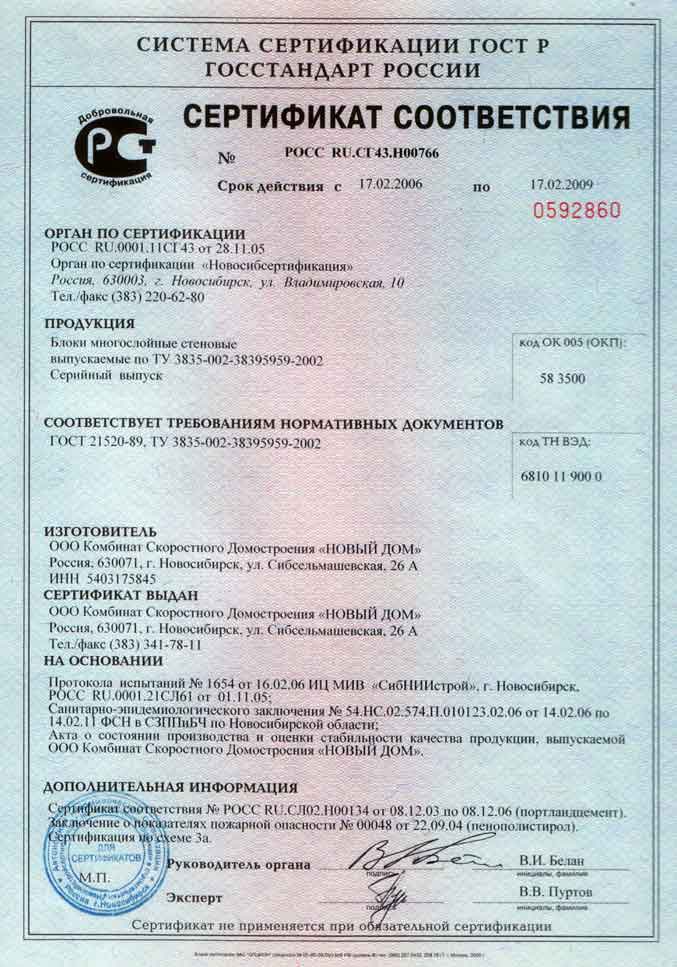 СИСТЕМА СЕРТИФИКАЦИИ ГОСТ Р
ГОССТАНДАРТ РОССИИ
Добровольная
РСТ
сертификация
СЕРТИФИКАТ СООТВЕТСТВИЯ
№ РОСС RU.СГ43.Н00766
Срок действия с 17.02.2006 по 17.02.2009
0592860
ОРГАН ПО СЕРТИФИКАЦИИ
РОСС RU.0001.11СГ43 от 28.11.05
Орган по сертификации «Новосибсертификация»
Россия, 630003, г. Новосибирск, ул. Владимировская, 10
Тел./факс (383) 220-62-80
ПРОДУКЦИЯ
Блоки многослойные стеновые
выпускаемые по ТУ 3835-002-38395959-2002
Серийный выпуск
код ОК 005 (ОКП):
58 3500
СООТВЕТСТВУЕТ ТРЕБОВАНИЯМ НОРМАТИВНЫХ ДОКУМЕНТОВ
ГОСТ 21520-89, ТУ 3835-002-38395959-2002
код ТН ВЭД:
6810 11 900 0
ИЗГОТОВИТЕЛЬ
ООО Комбинат Скоростного Домостроения «НОВЫЙ ДОМ»
Россия, 630071, г. Новосибирск, ул. Сибсельмашевская, 26 А
ИНН 5403175845
СЕРТИФИКАТ ВЫДАН
ООО Комбинат Скоростного Домостроения «НОВЫЙ ДОМ»
Россия, 630071, г. Новосибирск, ул. Сибсельмашевская, 26 А
Тел./факс (383) 341-78-11
НА ОСНОВАНИИ
Протокола испытаний № 1654 от 16.02.06 ИЦ МИВ «СибНИИстрой», г. Новосибирск,
РОСС RU.0001.21СЛ61 от 01.11.05;
Санитарно-эпидемиологического заключения № 54.НС.02.574.П.010123.02.06 от 14.02.06 по
14.02.11 ФСН в СЗППиБЧ по Новосибирской области;
Акта о состоянии производства и оценки стабильности качества продукции, выпускаемой
ООО Комбинат Скоростного Домостроения «НОВЫЙ ДОМ».
ДОПОЛНИТЕЛЬНАЯ ИНФОРМАЦИЯ
Сертификат соответствия № РОСС RU.СЛ02.Н00134 от 08.12.03 по 08.12.06 (портландцемент).
Заключение о показателях пожарной опасности № 00048 от 22.09.04 (пенополистирол).
Сертификация по схеме 3а.
ДЛЯ
СЕРТИФИКАТОВ
Россия г.Новосибирск
М.П.
Руководитель органа
подпись
В.И. Белан
инициалы, фамилия
Эксперт
подпись
В.В. Пуртов
инициалы, фамилия
Сертификат не применяется при обязательной сертификации